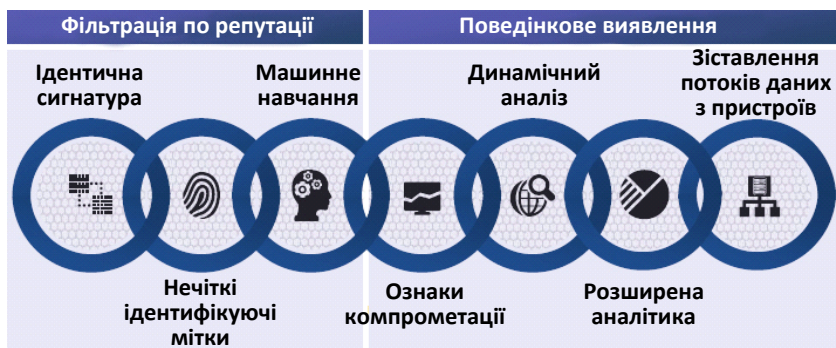 Фільтрація по репутації
Поведінкове виявлення
Ідентична
сигнатура
Машинне
навчання
Динамічний
аналіз
Зіставлення
потоків даних
з пристроїв
Нечіткі
ідентифікуючі
мітки
Ознаки
компрометації
Розширена
аналітика